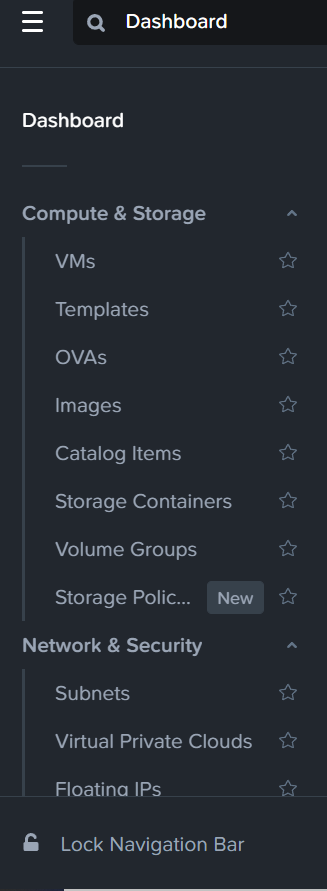 Dashboard
Dashboard
Compute & Storage
VMs
Templates
OVAs
Images
Catalog Items
Storage Containers
Volume Groups
Storage Polic... New
Network & Security
Subnets
Virtual Private Clouds
Floating IPs
Lock Navigation Bar